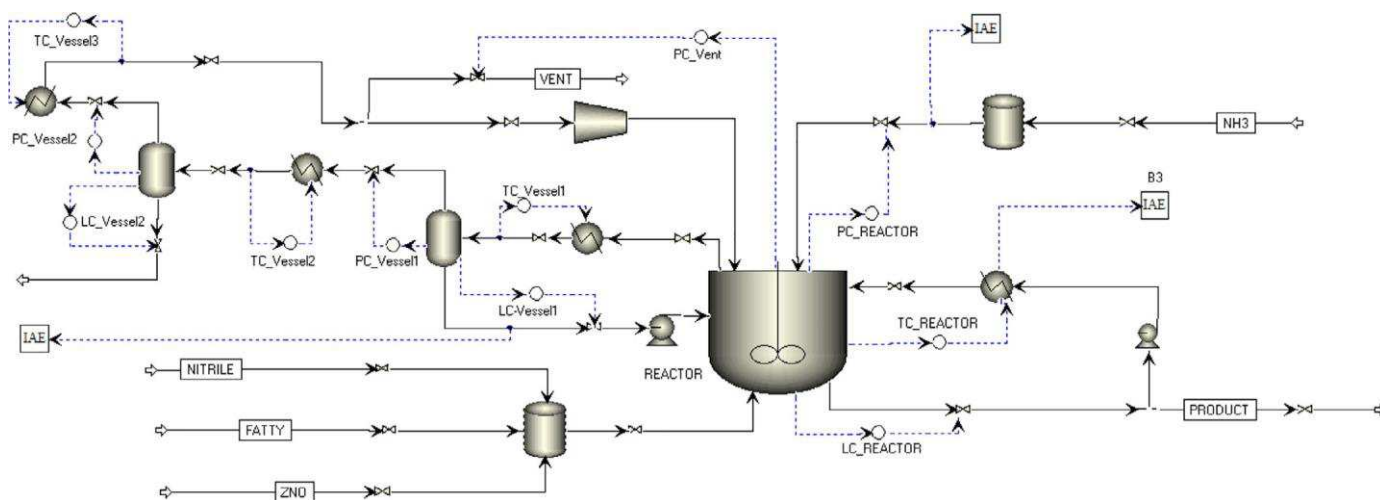 TC_Vessel3
PC_Vent
IAE
VENT
PC_Vessel2
NH3
B3
IAE
LC_Vessel2
TC_Vessel1
PC_REACTOR
TC_Vessel2
PC_Vessel1
LC-Vessel1
TC_REACTOR
IAE
NITRILE
REACTOR
FATTY
PRODUCT
LC_REACTOR
ZNO